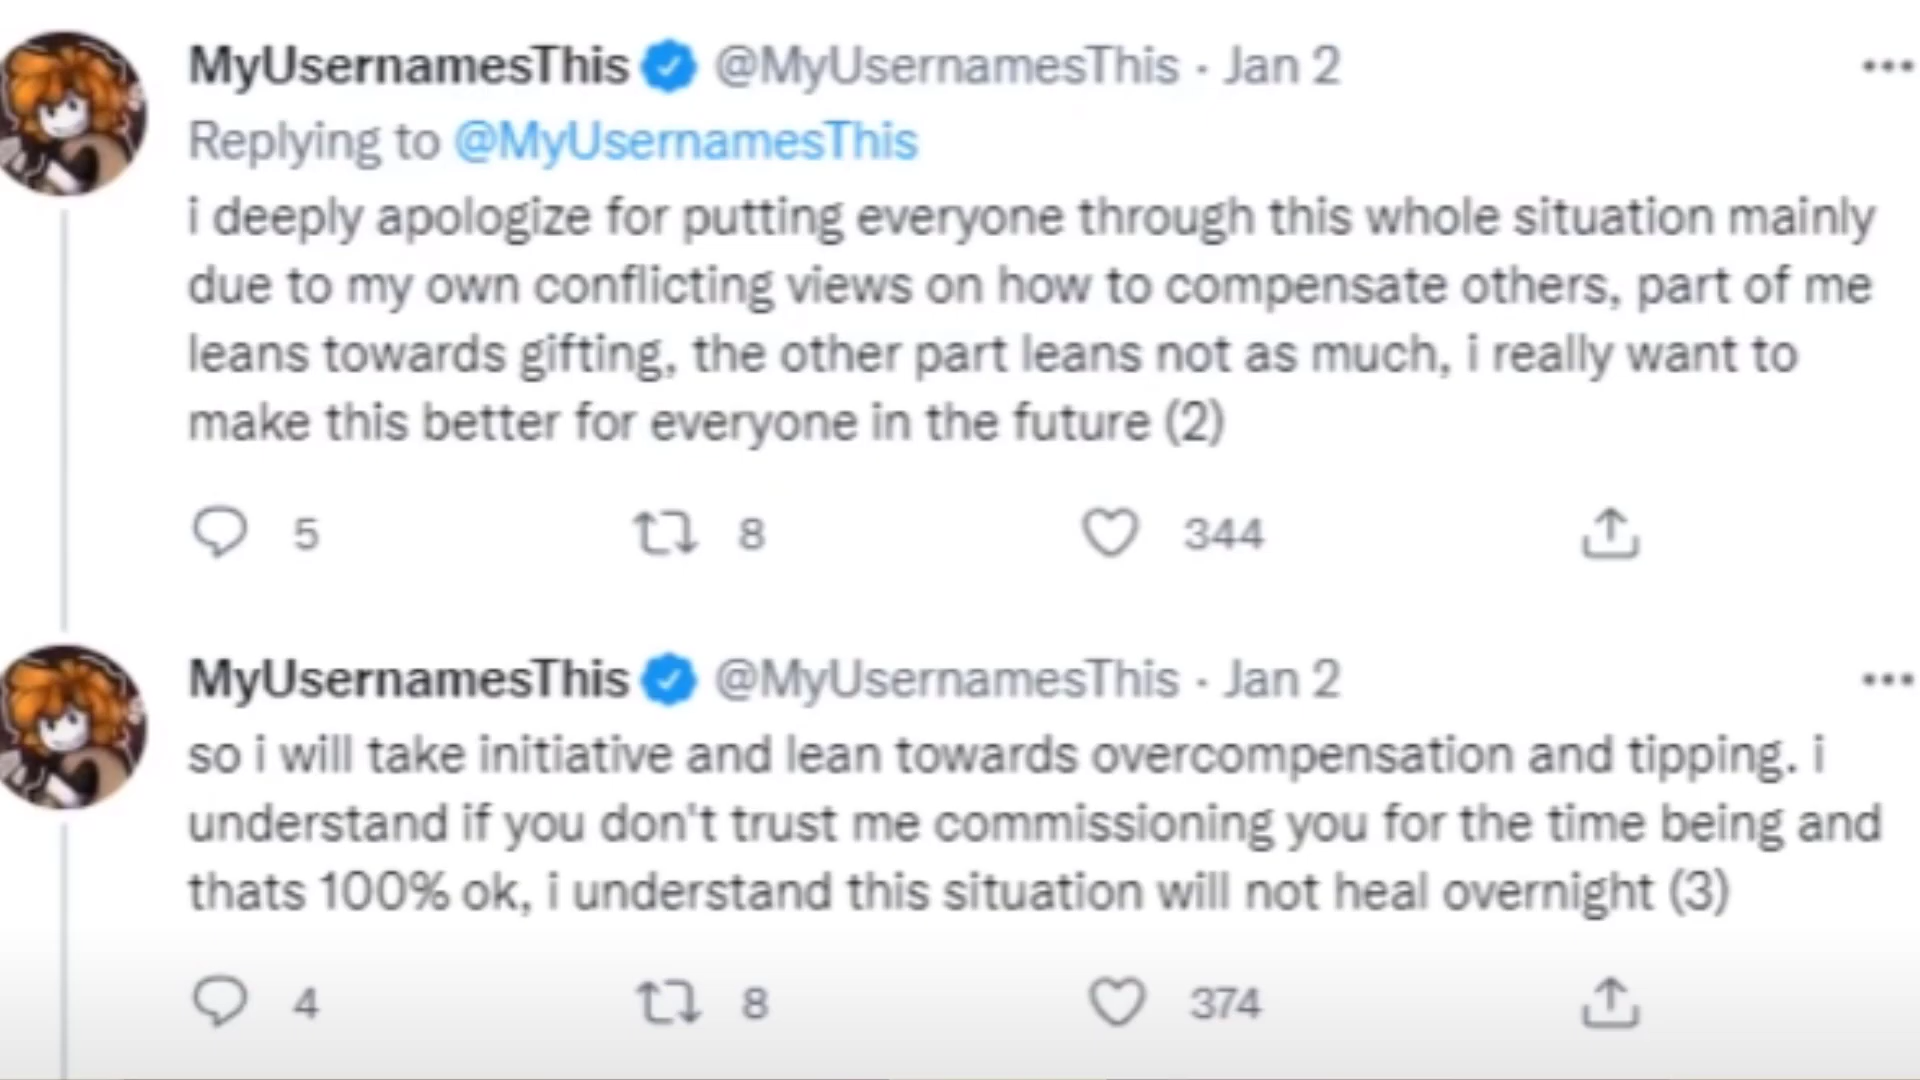 MyUsernamesThis @MyUsernamesThis · Jan 2
Replying to @MyUsernamesThis
i deeply apologize for putting everyone through this whole situation mainly
due to my own conflicting views on how to compensate others, part of me
leans towards gifting, the other part leans not as much, i really want to
make this better for everyone in the future (2)
5 8 344
MyUsernamesThis @MyUsernamesThis · Jan 2
so i will take initiative and lean towards overcompensation and tipping. i
understand if you don't trust me commissioning you for the time being and
thats 100% ok, i understand this situation will not heal overnight (3)
4 8 374